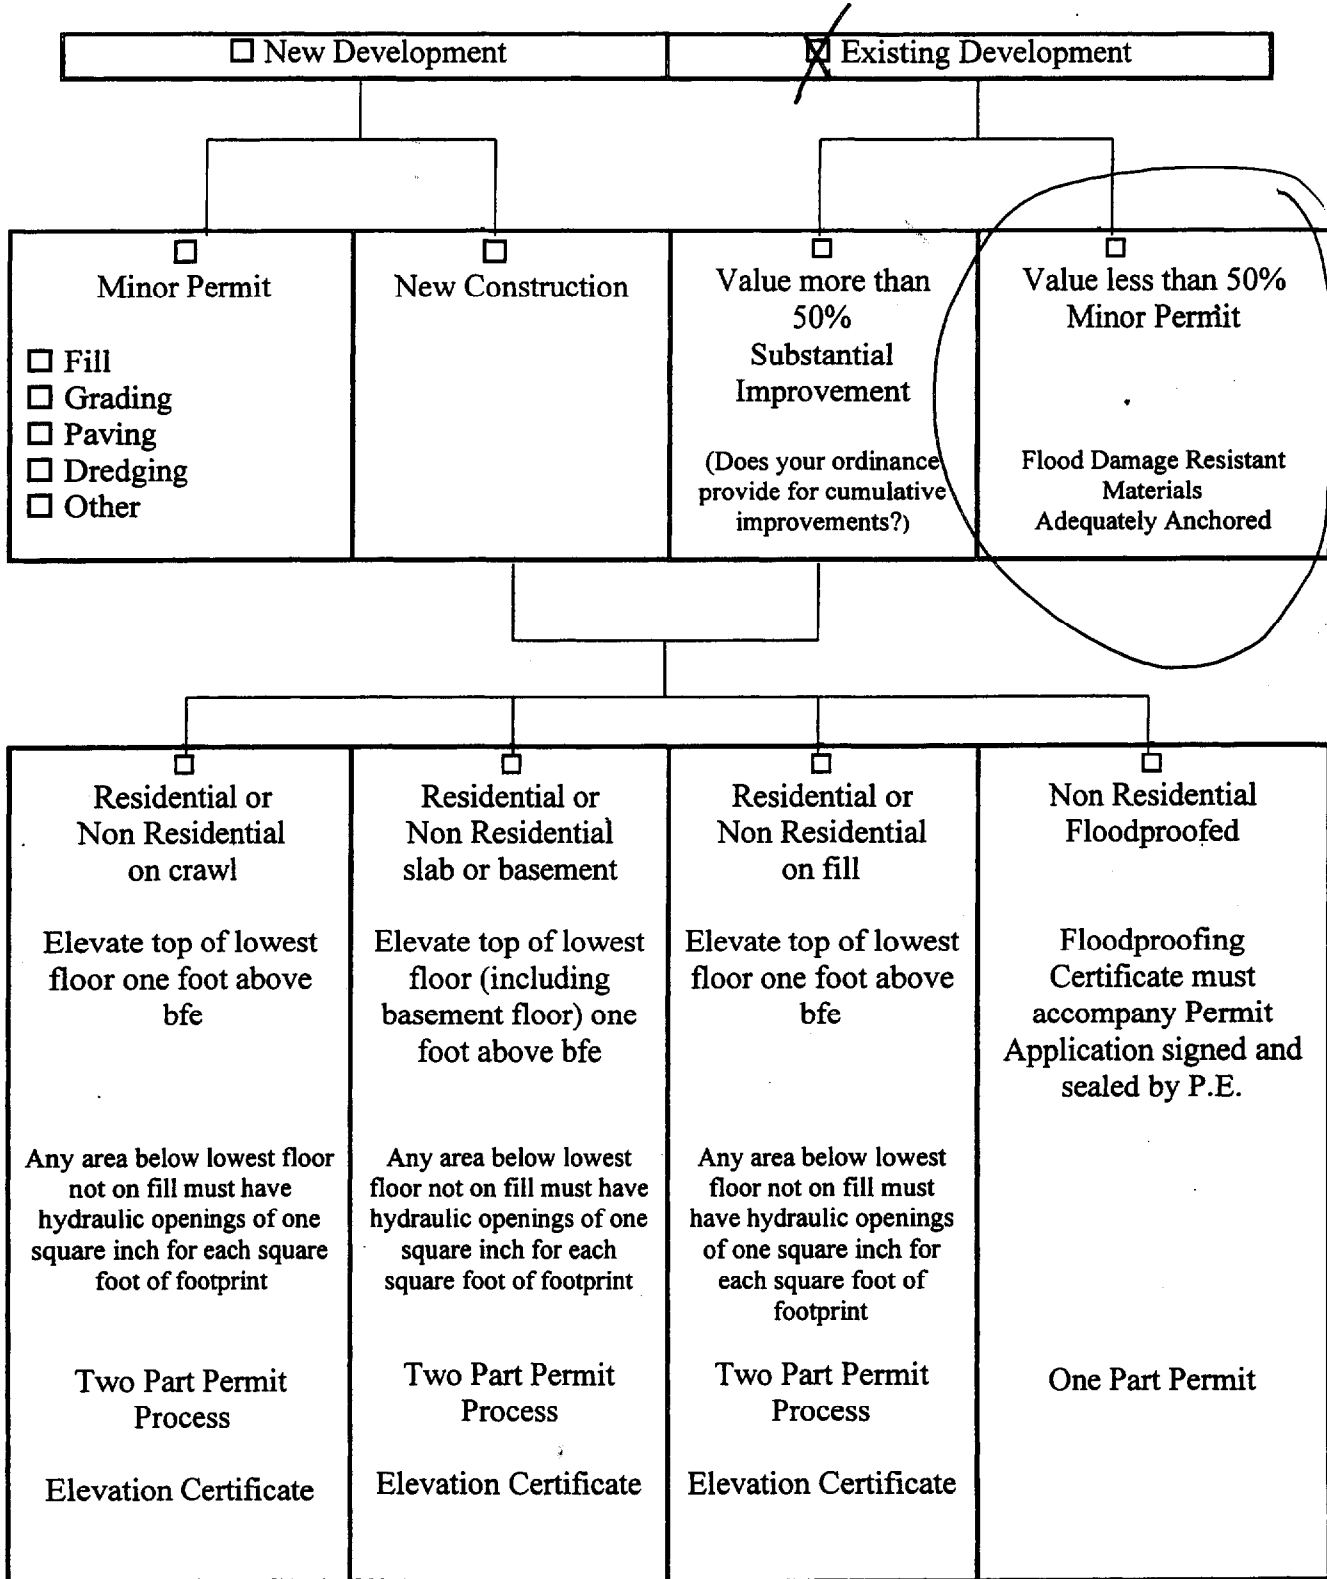 ☐ New Development
☒ Existing Development
☐
Minor Permit
☐ Fill
☐ Grading
☐ Paving
☐ Dredging
☐ Other
☐
New Construction
☐
Value more than
50%
Substantial
Improvement
(Does your ordinance
provide for cumulative
improvements?)
☐
Value less than 50%
Minor Permit
Flood Damage Resistant
Materials
Adequately Anchored
☐
Residential or
Non Residential
on crawl
Elevate top of lowest
floor one foot above
bfe
Any area below lowest floor
not on fill must have
hydraulic openings of one
square inch for each square
foot of footprint
Two Part Permit
Process
Elevation Certificate
☐
Residential or
Non Residential
slab or basement
Elevate top of lowest
floor (including
basement floor) one
foot above bfe
Any area below lowest
floor not on fill must have
hydraulic openings of one
square inch for each
square foot of footprint
Two Part Permit
Process
Elevation Certificate
☐
Residential or
Non Residential
on fill
Elevate top of lowest
floor one foot above
bfe
Any area below lowest
floor not on fill must
have hydraulic openings
of one square inch for
each square foot of
footprint
Two Part Permit
Process
Elevation Certificate
☐
Non Residential
Floodproofed
Floodproofing
Certificate must
accompany Permit
Application signed and
sealed by P.E.
One Part Permit